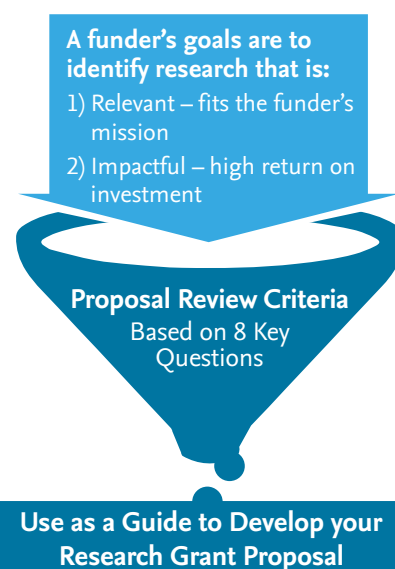 A funder’s goals are to
identify research that is:
1) Relevant – fits the funder’s
mission
2) Impactful – high return on
investment
Proposal Review Criteria
Based on 8 Key
Questions
Use as a Guide to Develop your
Research Grant Proposal